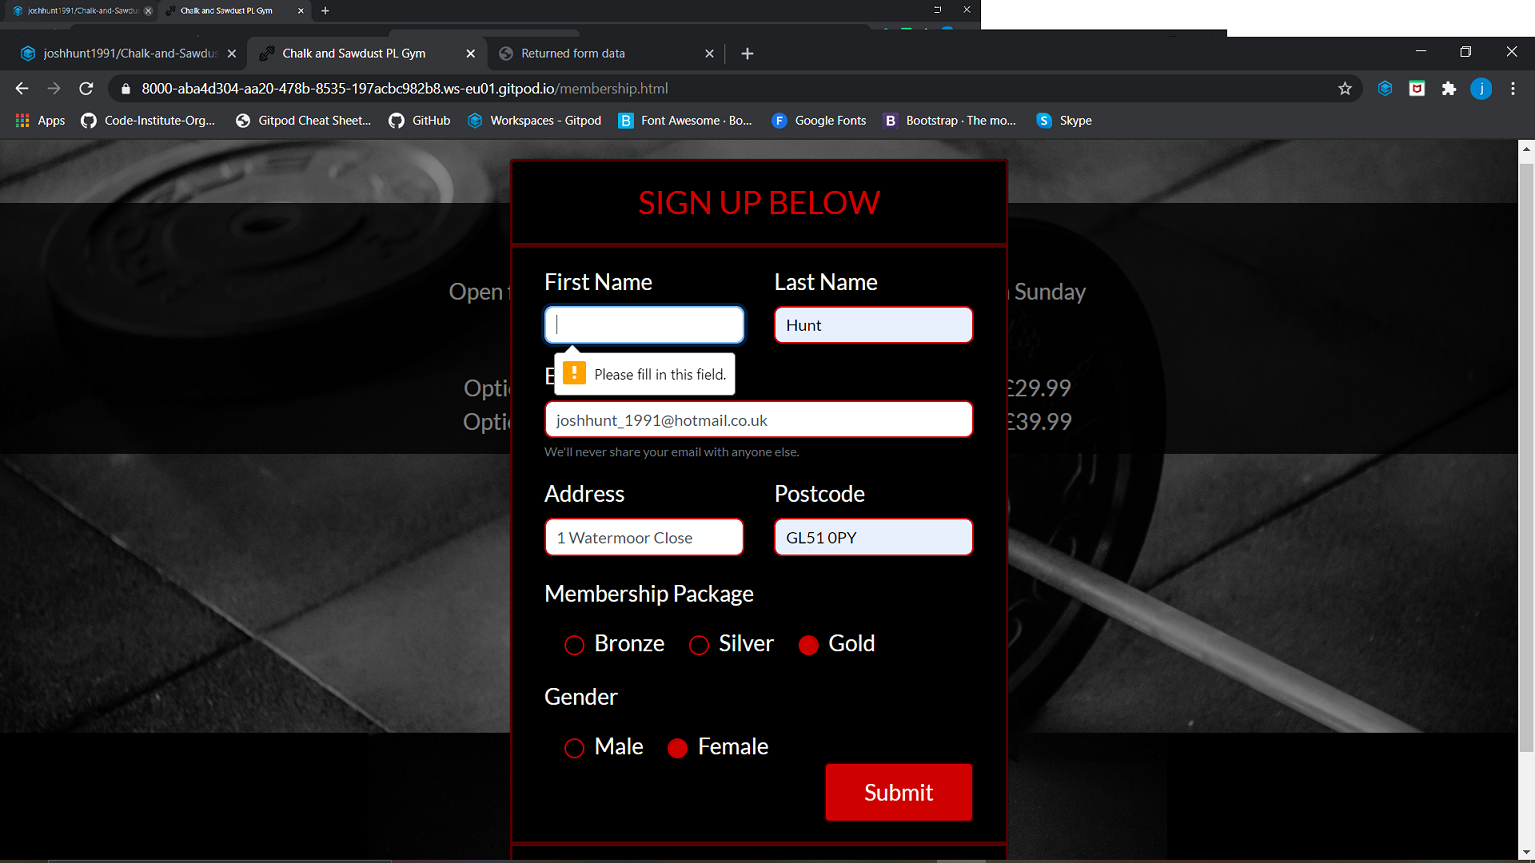 joshhunt1991/Chalk-and-Sawdus
Chalk and Sawdust PL Gym
joshhunt1991/Chalk-and-Sawdus
Chalk and Sawdust PL Gym
Returned form data
8000-aba4d304-aa20-478b-8535-197acbc982b8.ws-eu01.gitpod.io/membership.html
j
Apps
Code-Institute-Org...
Gitpod Cheat Sheet...
GitHub
Workspaces · Gitpod
Font Awesome · Bo...
Google Fonts
Bootstrap · The mo...
Skype
SIGN UP BELOW
First Name
Last Name
Open
Sunday
Hunt
Please fill in this field.
E
Opti
£29.99
joshhunt_1991@hotmail.co.uk
Opti
£39.99
We'll never share your email with anyone else.
Address
Postcode
1 Watermoor Close
GL51 0PY
Membership Package
Bronze
Silver
Gold
Gender
Male
Female
Submit